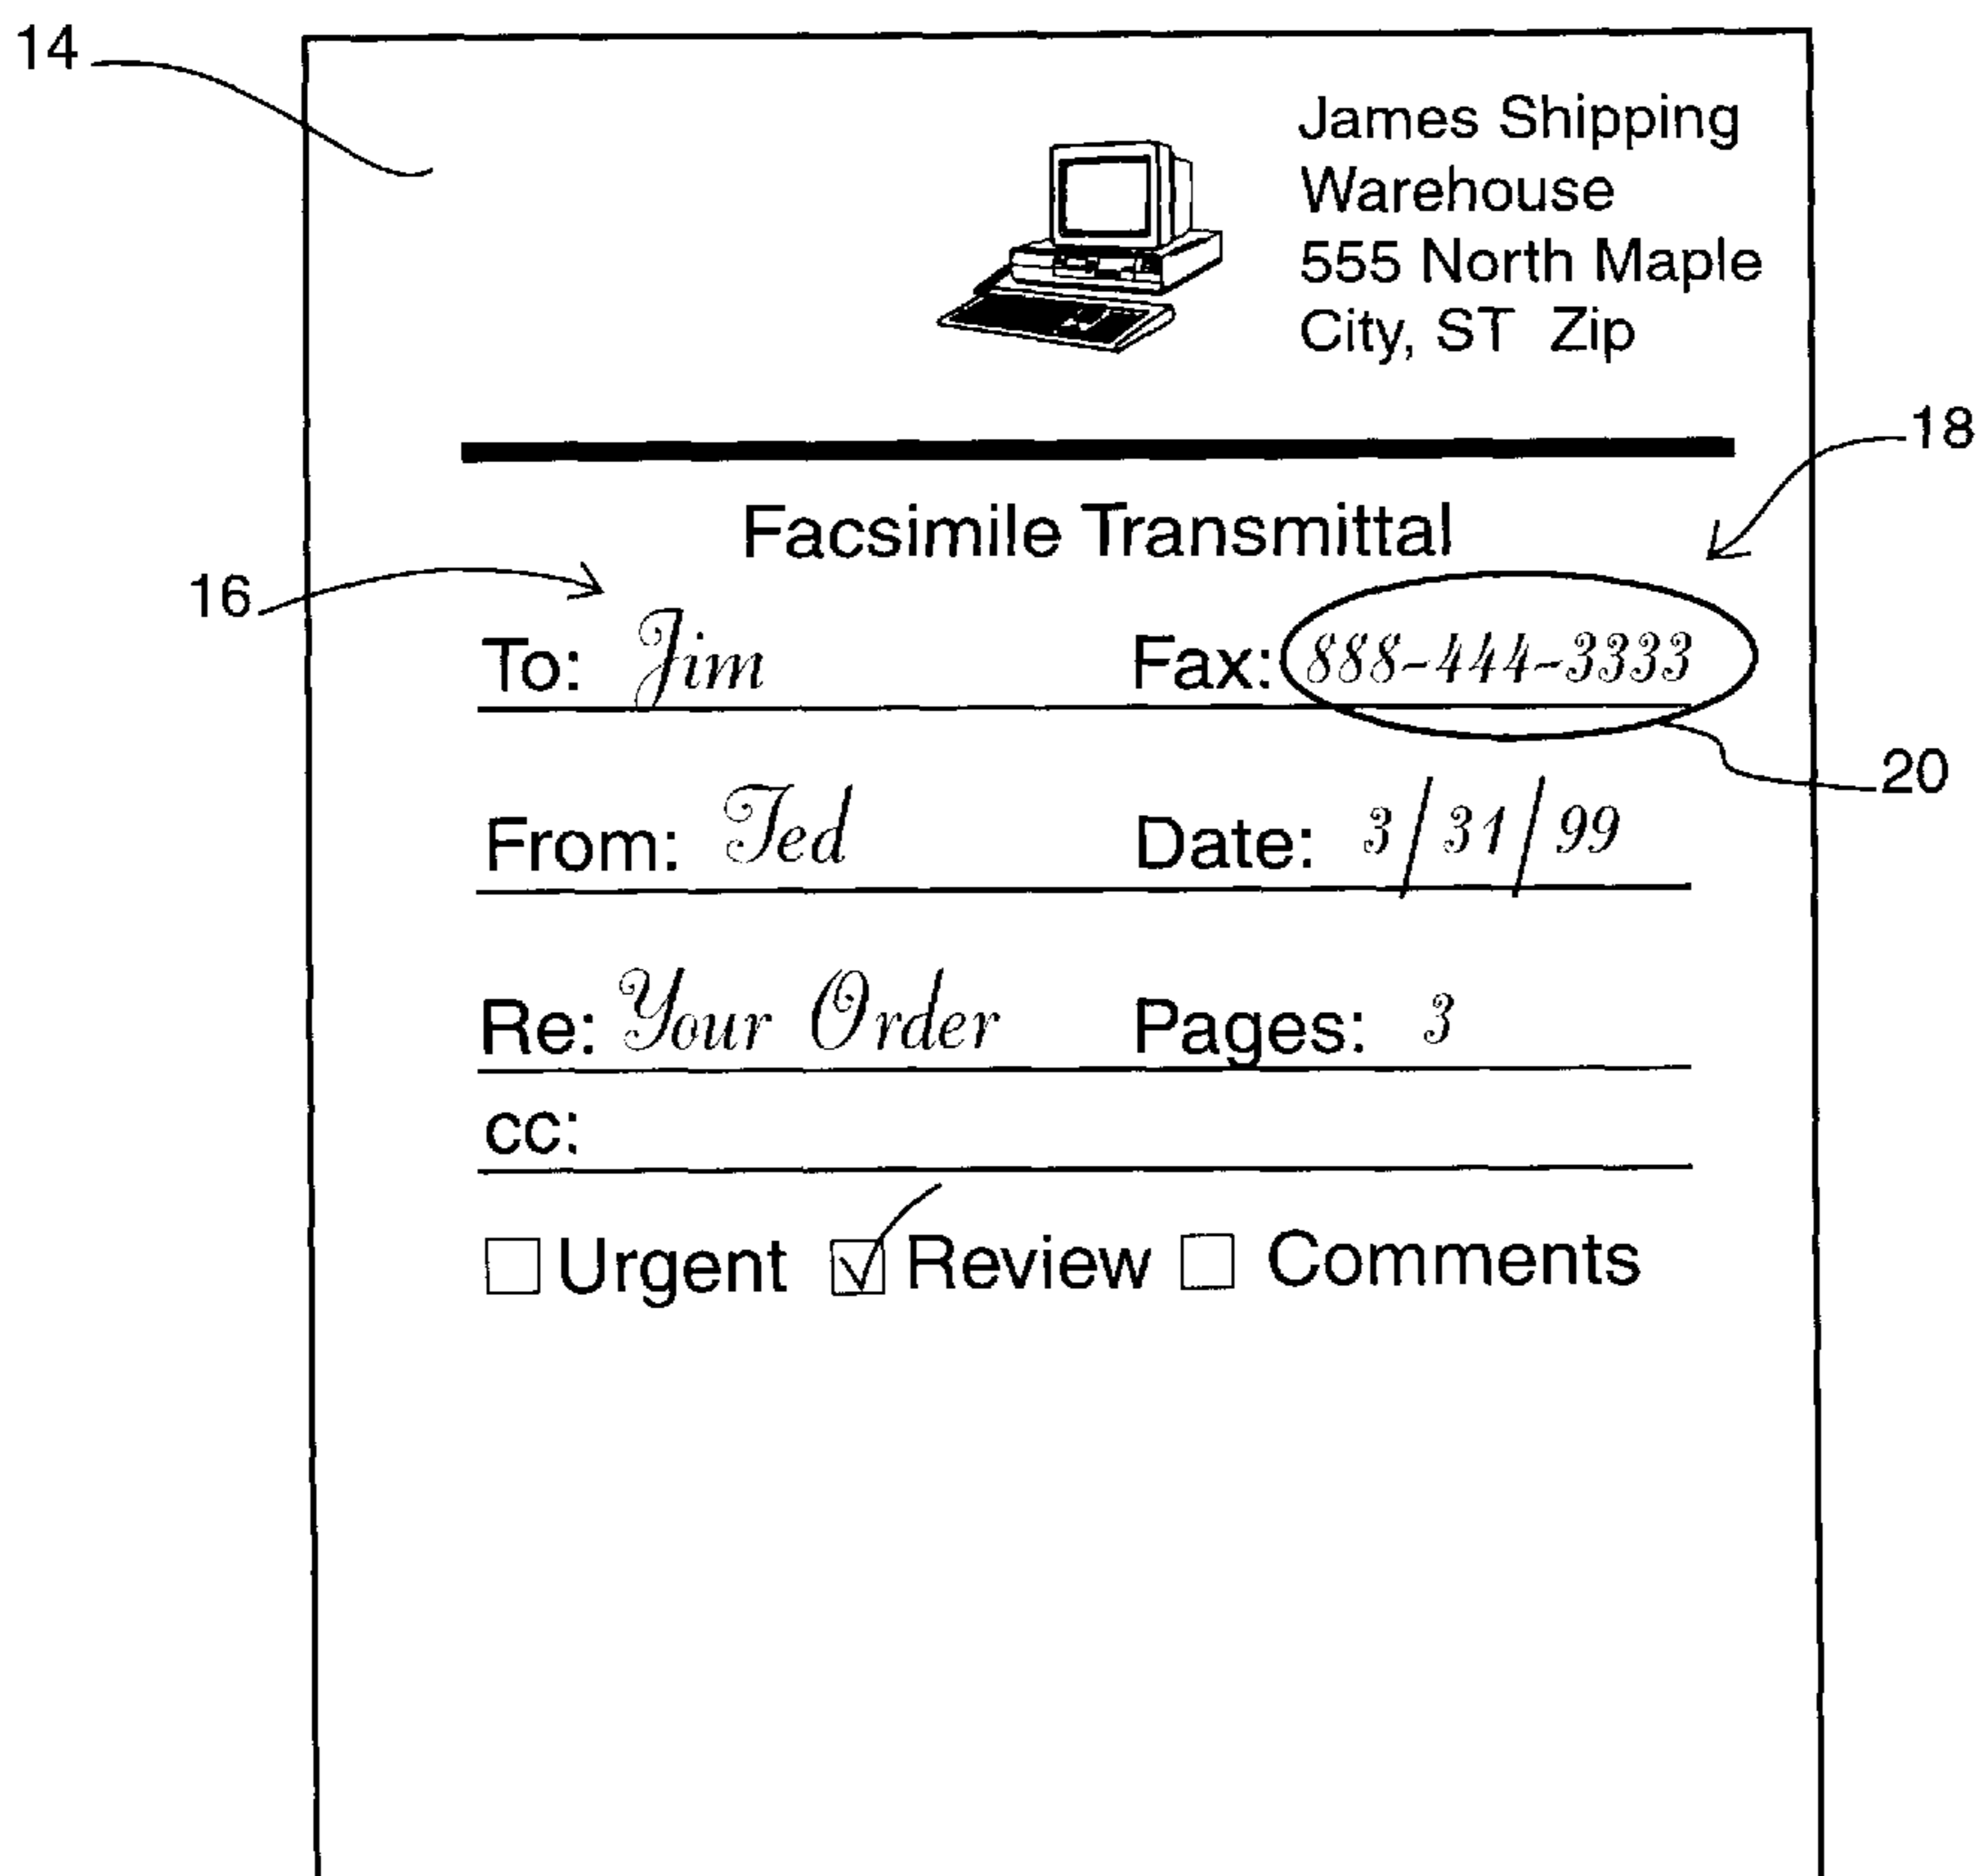 14
James Shipping
Warehouse
555 North Maple
City, ST Zip
18
Facsimile Transmittal
16
To: Jim Fax: 888-444-3333
20
From: Ted Date: 3/31/99
Re: Your Order Pages: 3
cc:
Urgent Review Comments